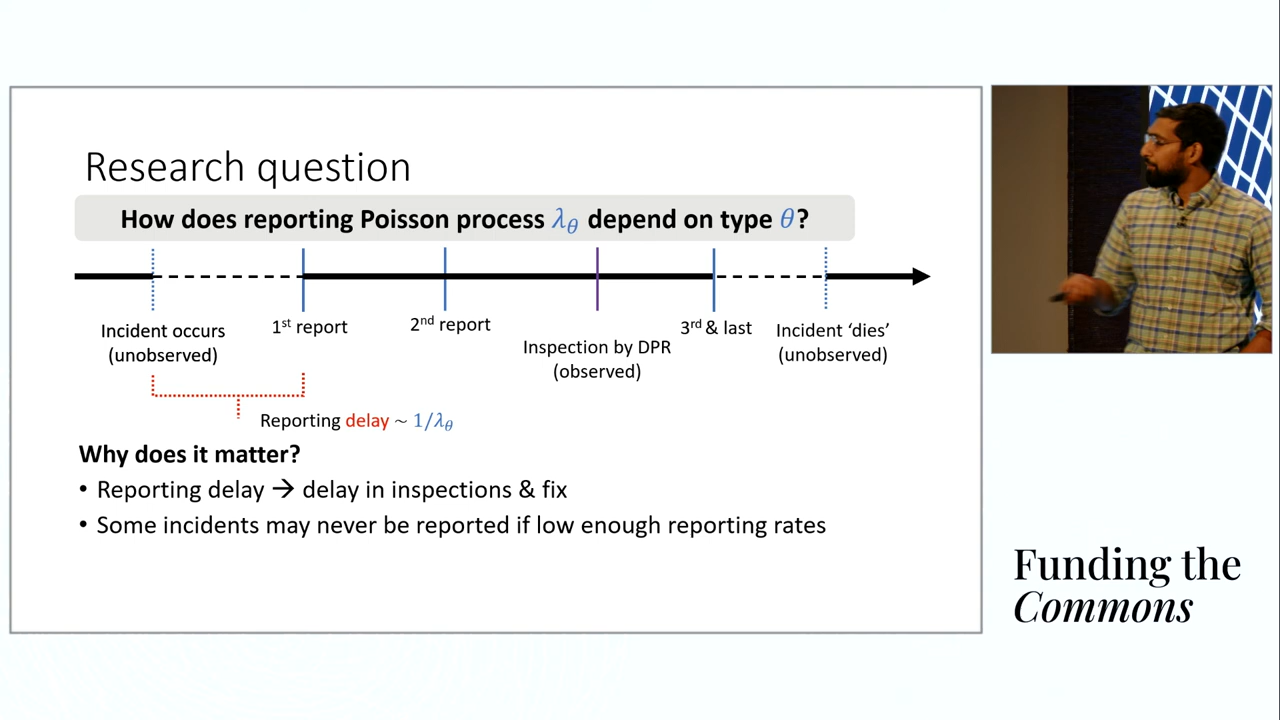 Research question
How does reporting Poisson process λ_θ depend on type θ?
Incident occurs
(unobserved)
1st report
2nd report
Inspection by DPR
(observed)
3rd & last
Incident ‘dies’
(unobserved)
Reporting delay ~ 1/λ_θ
Why does it matter?
• Reporting delay → delay in inspections & fix
• Some incidents may never be reported if low enough reporting rates
Funding the
Commons